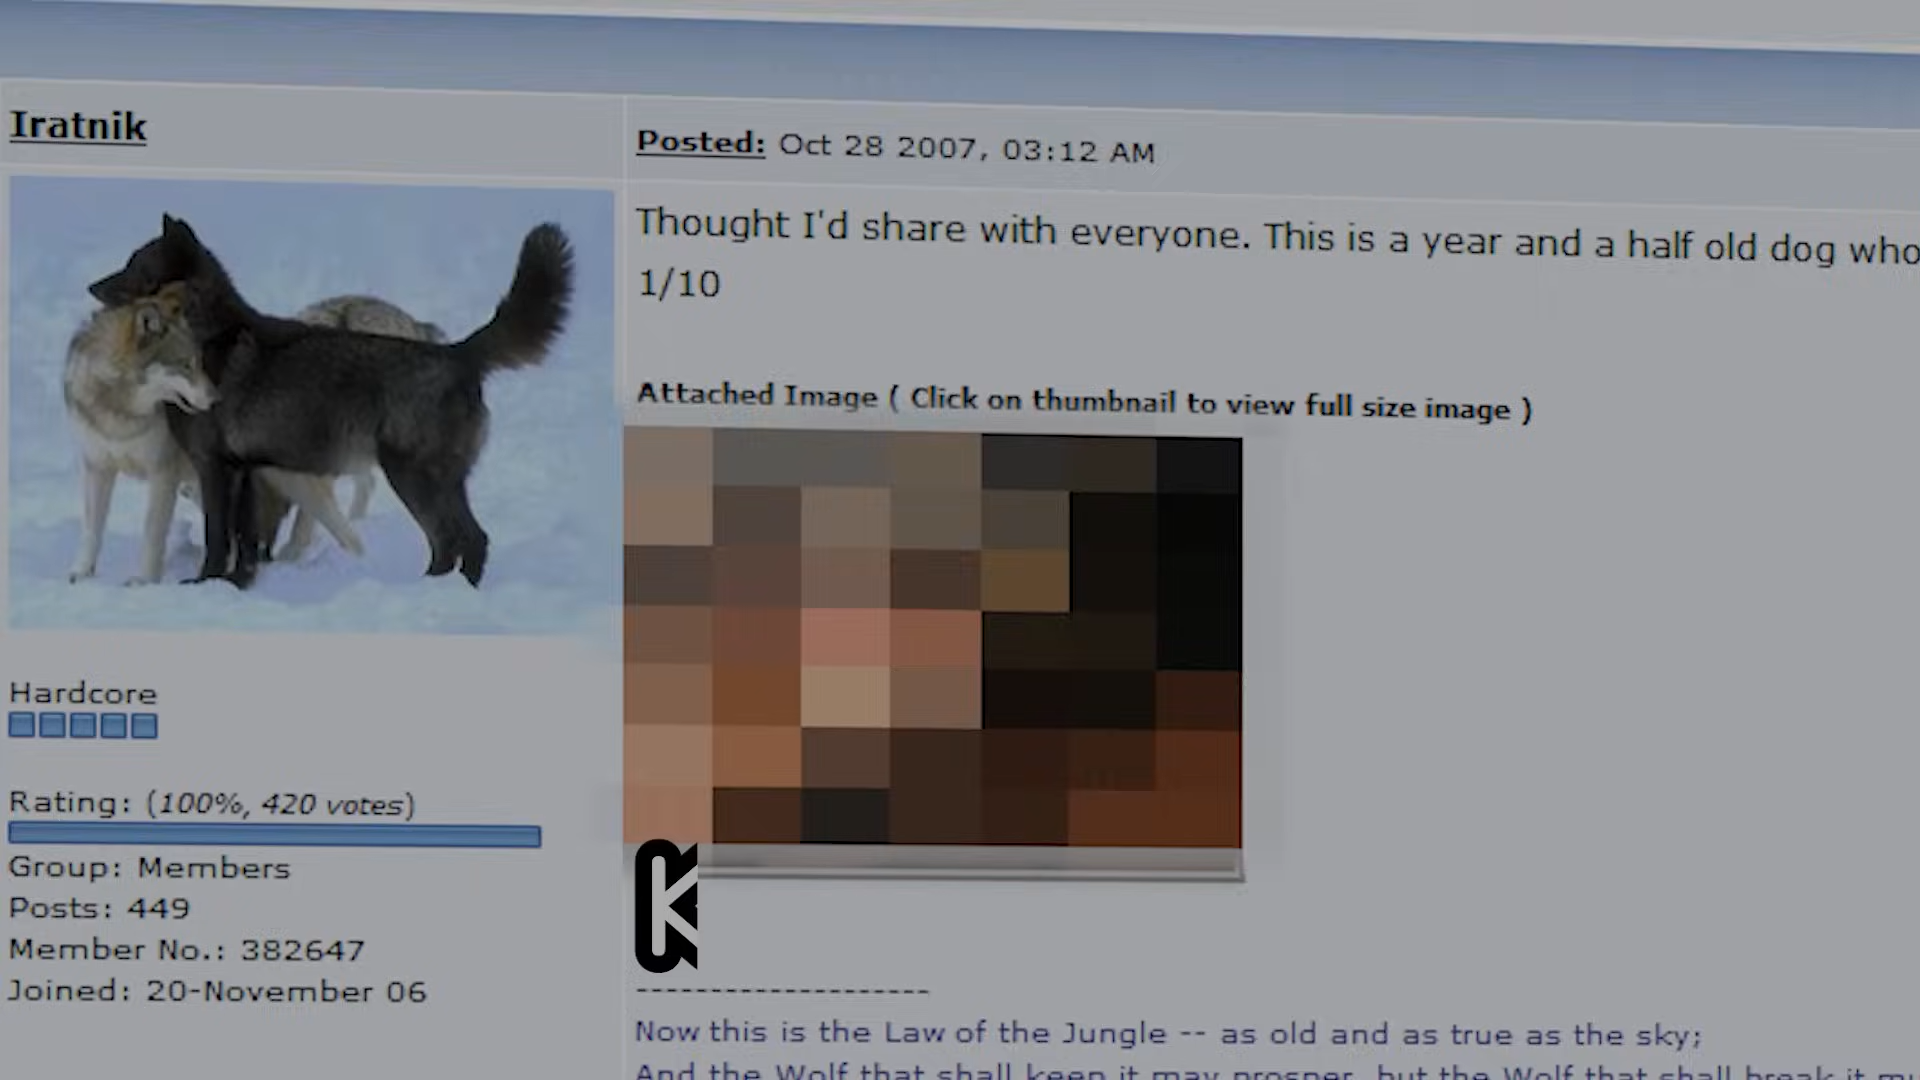 Iratnik
Posted: Oct 28 2007, 03:12 AM
Thought I'd share with everyone. This is a year and a half old dog who
1/10
Attached Image ( Click on thumbnail to view full size image )
Hardcore
Rating: (100%, 420 votes)
Group: Members
Posts: 449
Member No.: 382647
Joined: 20-November 06
K
--------------------
Now this is the Law of the Jungle -- as old and as true as the sky;
And the Wolf that shall keep it may prosper, but the Wolf that shall break it